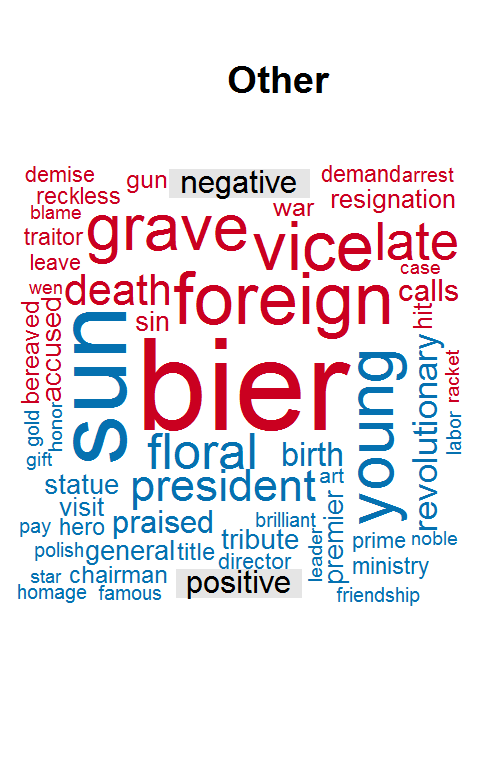 Other
demise
gun
negative
demand
arrest
reckless
resignation
blame
war
traitor
grave
vice
late
leave
case
wen
death
foreign
calls
bereaved
accused
sin
hit
sun
bier
young
revolutionary
racket
gold
honor
labor
gift
floral
birth
statue
president
art
visit
premier
pay
hero
praised
brilliant
tribute
leader
prime
noble
polish
general
title
director
ministry
star
chairman
positive
homage
famous
friendship